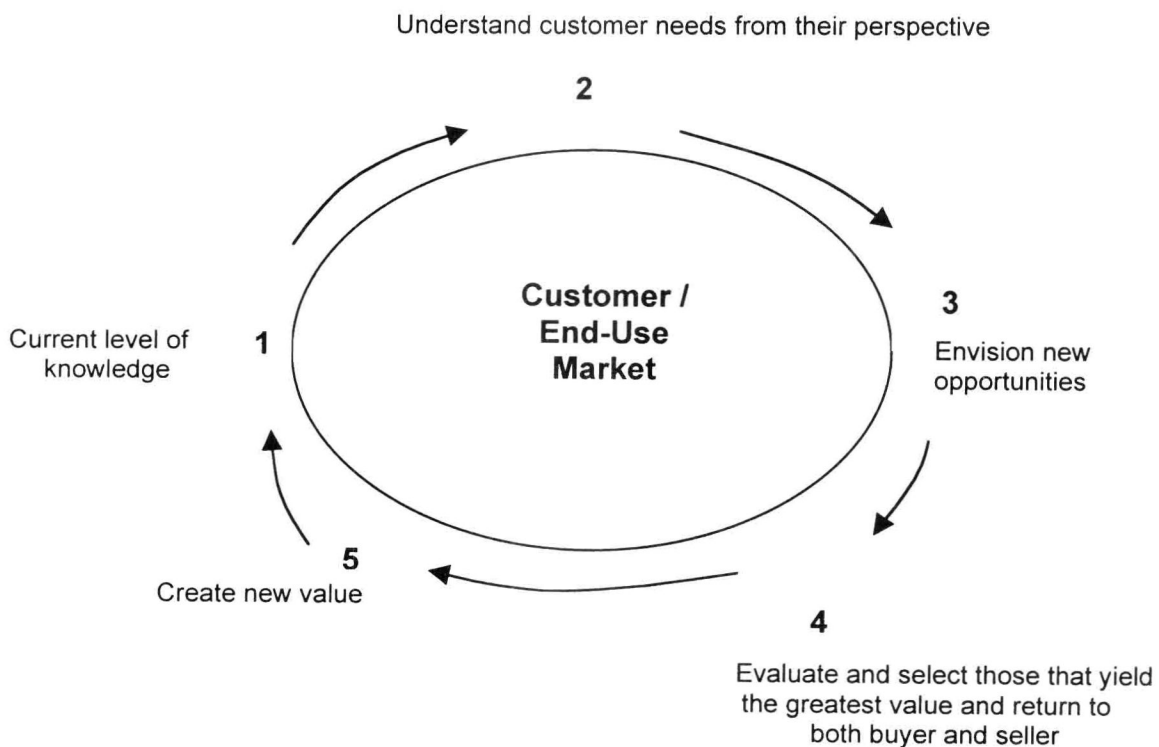 Understand customer needs from their perspective
2
Customer /
End-Use
Market
3
Envision new
opportunities
1
Current level of
knowledge
5
Create new value
4
Evaluate and select those that yield
the greatest value and return to
both buyer and seller